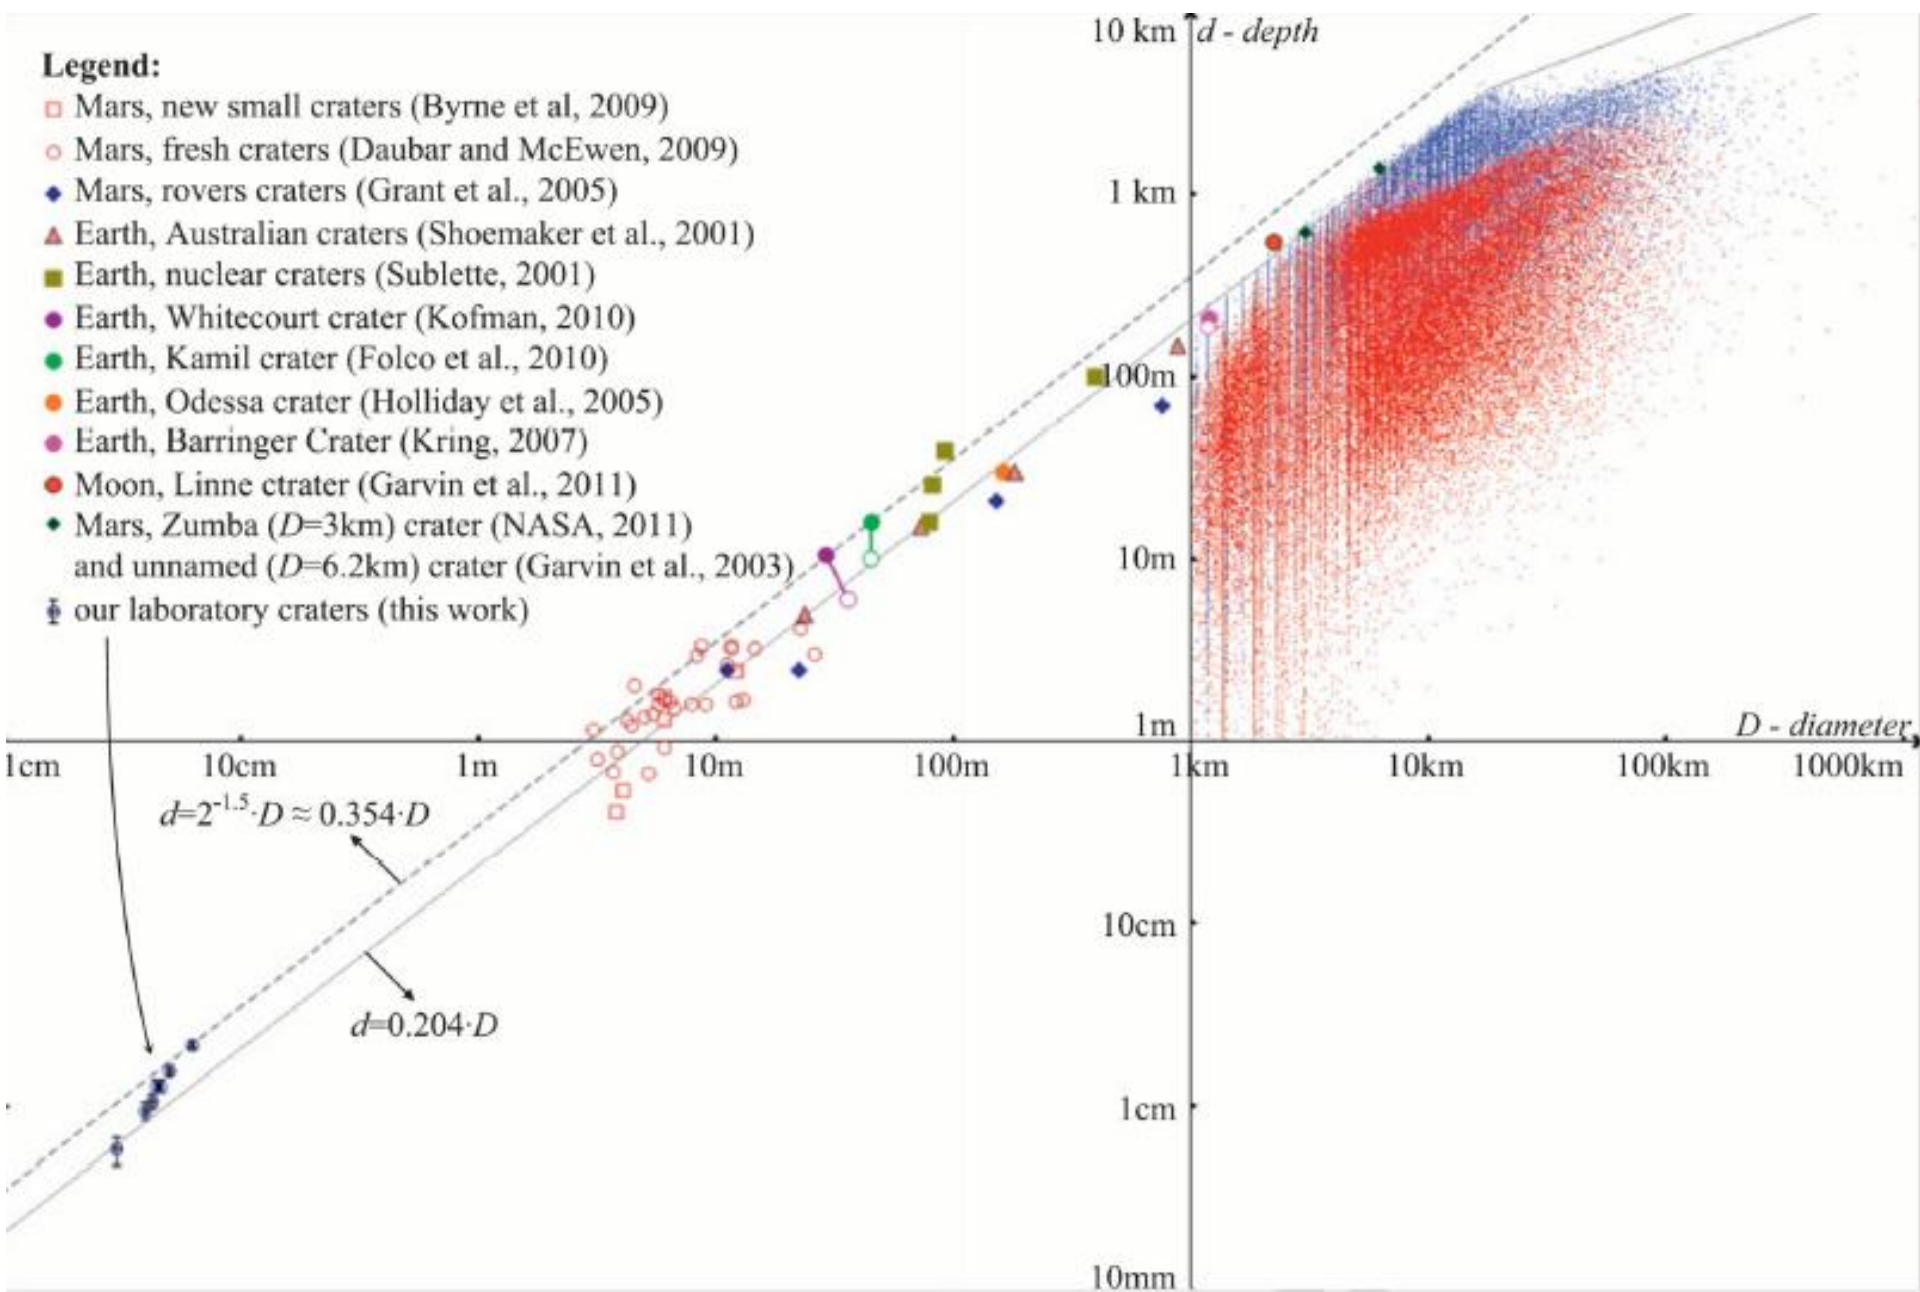 10 km
d - depth
Legend:
Mars, new small craters (Byrne et al, 2009)
Mars, fresh craters (Daubar and McEwen, 2009)
Mars, rovers craters (Grant et al., 2005)
Earth, Australian craters (Shoemaker et al., 2001)
Earth, nuclear craters (Sublette, 2001)
Earth, Whitecourt crater (Kofman, 2010)
Earth, Kamil crater (Folco et al., 2010)
Earth, Odessa crater (Holliday et al., 2005)
Earth, Barringer Crater (Kring, 2007)
Moon, Linne ctrater (Garvin et al., 2011)
Mars, Zumba (D=3km) crater (NASA, 2011)
and unnamed (D=6.2km) crater (Garvin et al., 2003)
our laboratory craters (this work)
1 km
100m
10m
1m
D - diameter
1cm 10cm 1m 10m 100m 1km 10km 100km 1000km
d=2^-1.5·D ≈ 0.354·D
d=0.204·D
10cm
1cm
10mm